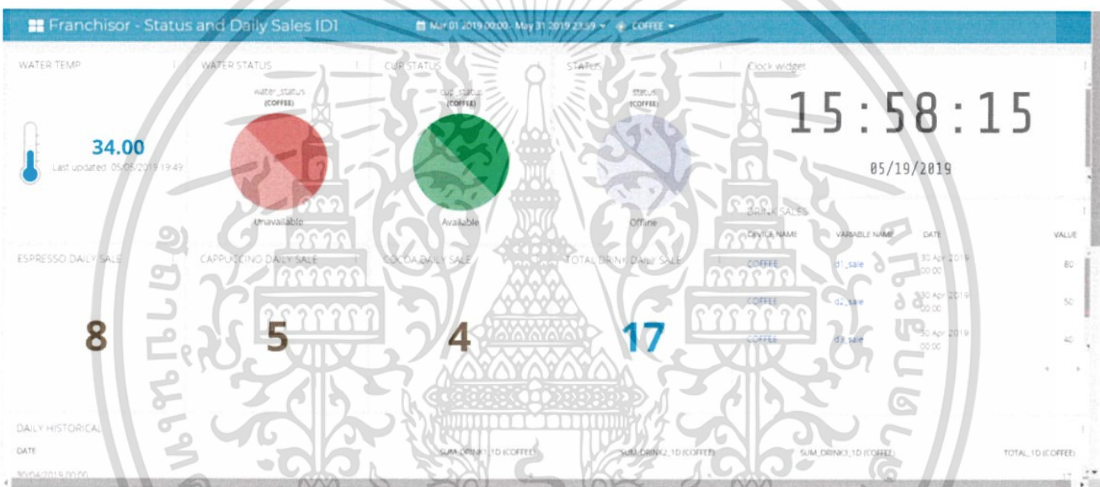 Franchisor - Status and Daily Sales [D]
Mar 01 2019 00:00 - May 31 2019 23:59
COFFEE
WATER TEMP
34.00
Last updated: 05/05/2019 19:49
WATER STATUS
water_status
(COFFEE)
Unavailable
CUP STATUS
cup_status
(COFFEE)
Available
STATUS
status
(COFFEE)
Offline
Clock widget
15:58:15
05/19/2019
ESPRESSO DAILY SALE
8
CAPPUCCINO DAILY SALE
5
COCOA DAILY SALE
4
TOTAL DRINK DAILY SALE
17
DRINK SALES
DEVICE NAME VARIABLE NAME DATE VALUE
COFFEE d1_sale 30 Apr 2019 00:00 80
COFFEE d2_sale 30 Apr 2019 00:00 50
COFFEE d3_sale 30 Apr 2019 00:00 40
DAILY HISTORICAL
DATE SUM_DRINK1_1D (COFFEE) SUM_DRINK2_1D (COFFEE) SUM_DRINK3_1D (COFFEE) TOTAL_1D (COFFEE)
30/04/2019 00:00 17